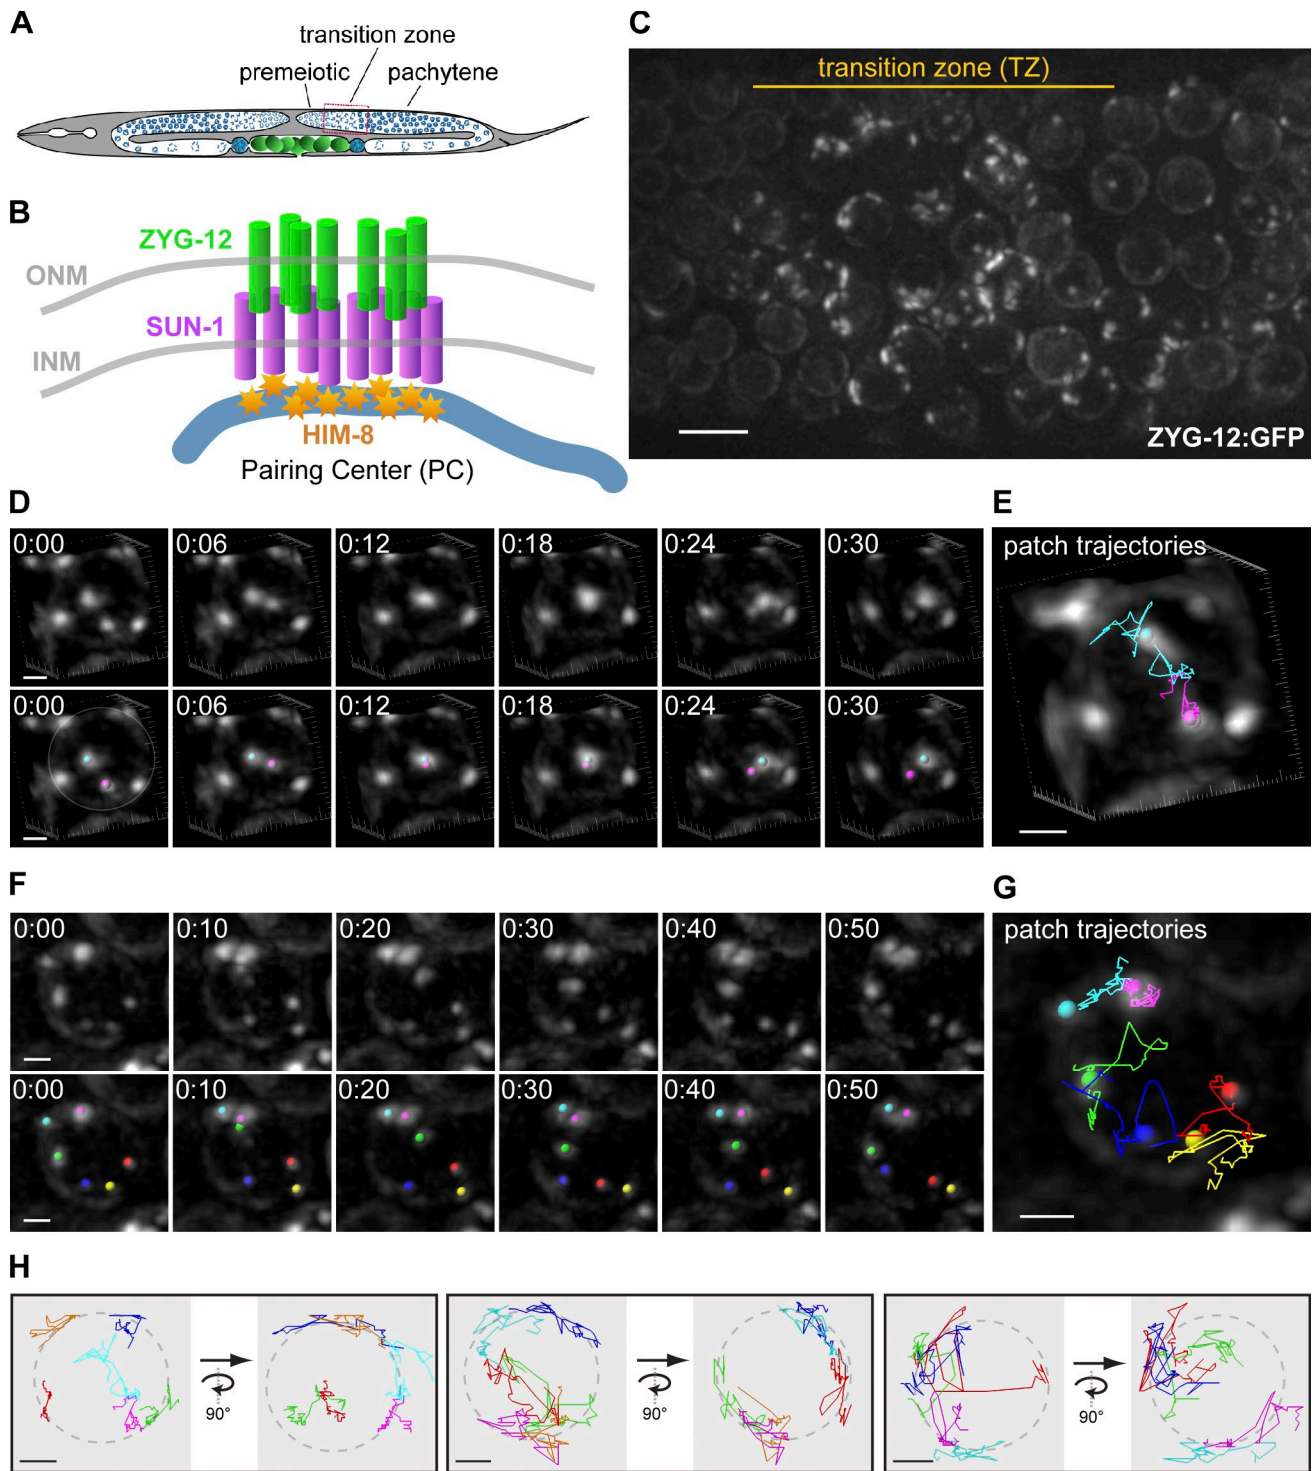 A
transition zone
premeiotic
pachytene
B
ZYG-12
ONM
SUN-1
INM
HIM-8
Pairing Center (PC)
C
transition zone (TZ)
ZYG-12:GFP
D
0:00 0:06 0:12 0:18 0:24 0:30
0:00 0:06 0:12 0:18 0:24 0:30
E
patch trajectories
F
0:00 0:10 0:20 0:30 0:40 0:50
0:00 0:10 0:20 0:30 0:40 0:50
G
patch trajectories
H
90° 90° 90°